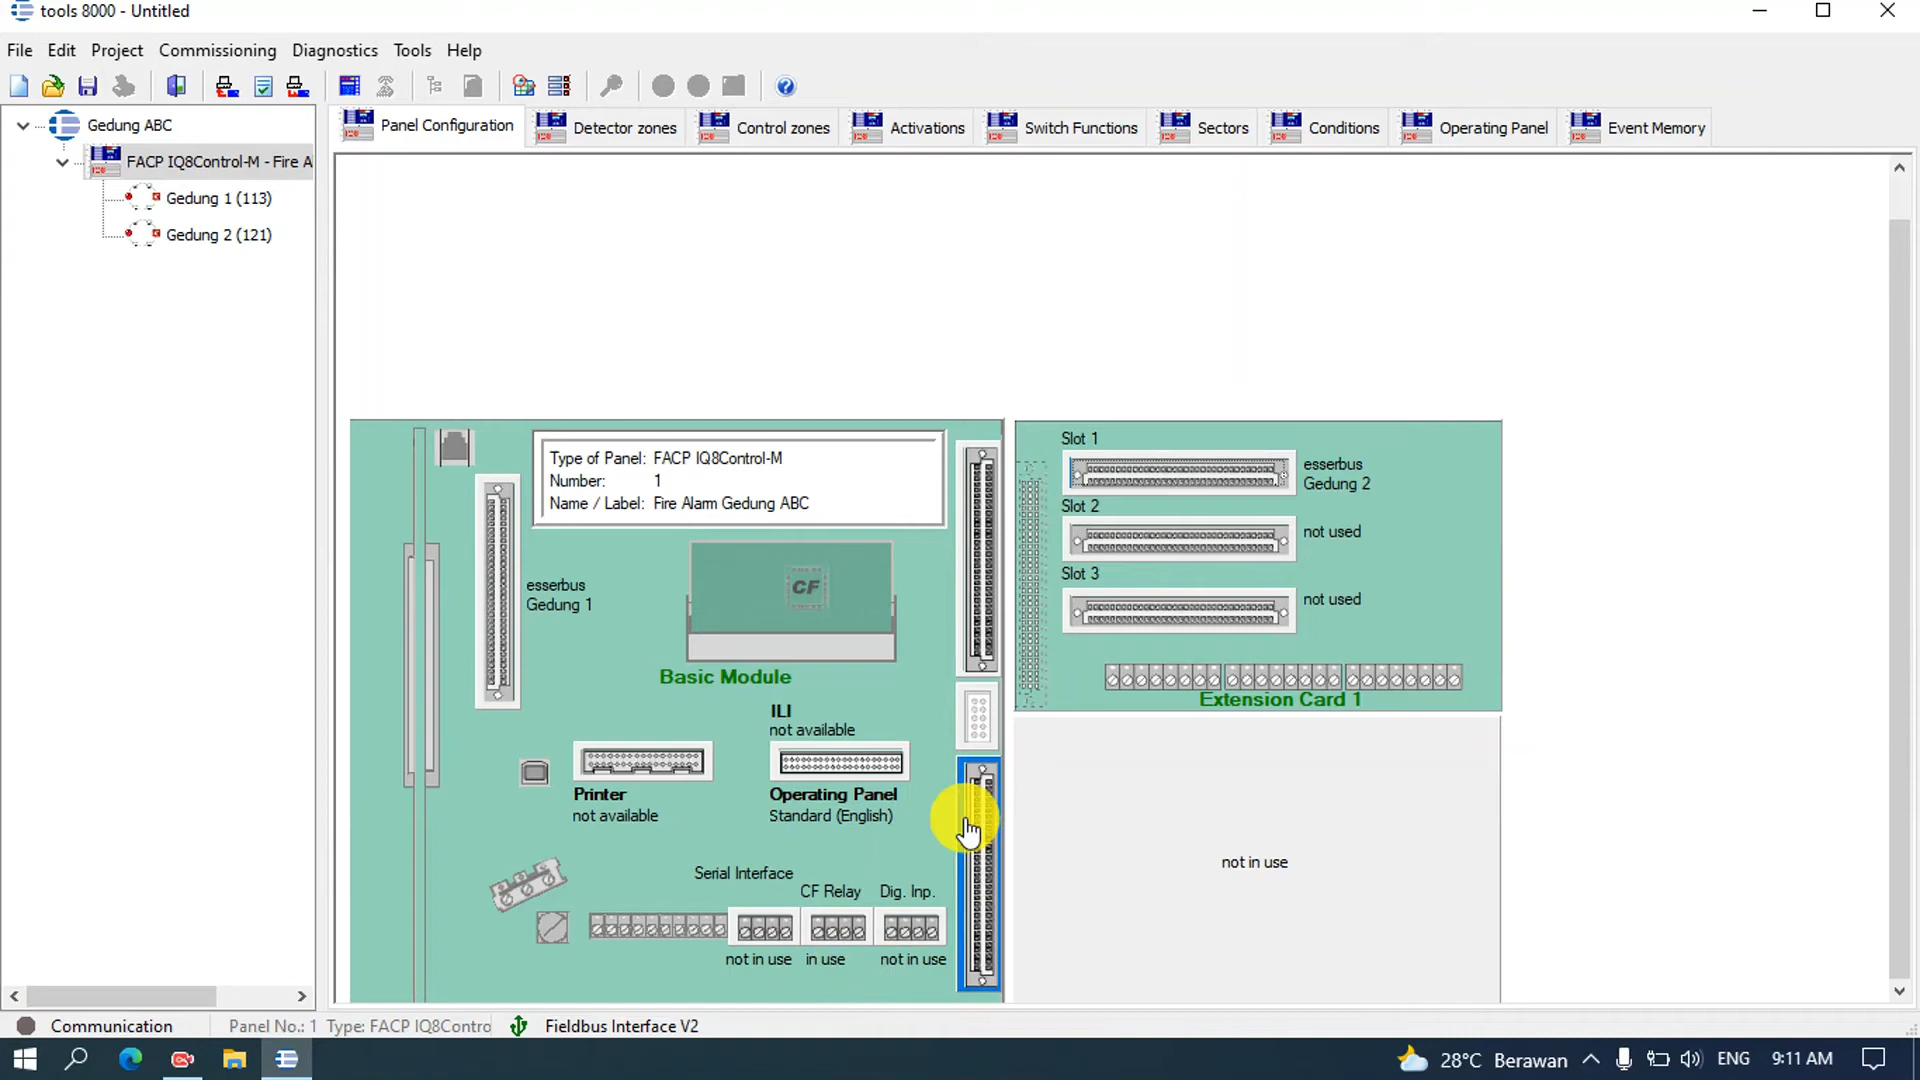 tools 8000 - Untitled
File Edit Project Commissioning Diagnostics Tools Help
Gedung ABC
FACP IQ8Control-M - Fire A
Gedung 1 (113)
Gedung 2 (121)
Panel Configuration Detector zones Control zones Activations Switch Functions Sectors Conditions Operating Panel Event Memory
Type of Panel: FACP IQ8Control-M
Number: 1
Name / Label: Fire Alarm Gedung ABC
esserbus
Gedung 1
CF
Basic Module
ILI
not available
Printer
not available
Operating Panel
Standard (English)
Serial Interface
CF Relay Dig. Inp.
not in use in use not in use
Slot 1
esserbus
Gedung 2
Slot 2
not used
Slot 3
not used
Extension Card 1
not in use
Communication Panel No.: 1 Type: FACP IQ8Contro Fieldbus Interface V2
28°C Berawan ENG 9:11 AM